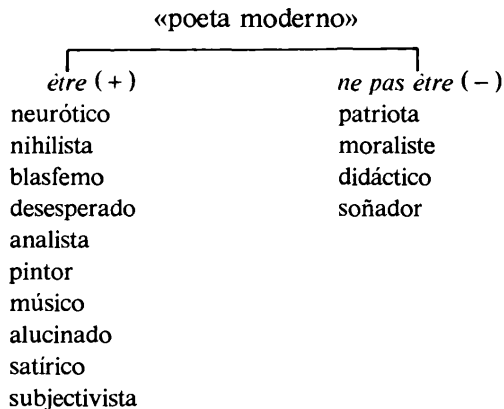 «poeta moderno»
être (+)
neurótico
nihilista
blasfemo
desesperado
analista
pintor
músico
alucinado
satírico
subjectivista
ne pas être (−)
patriota
moraliste
didáctico
soñador